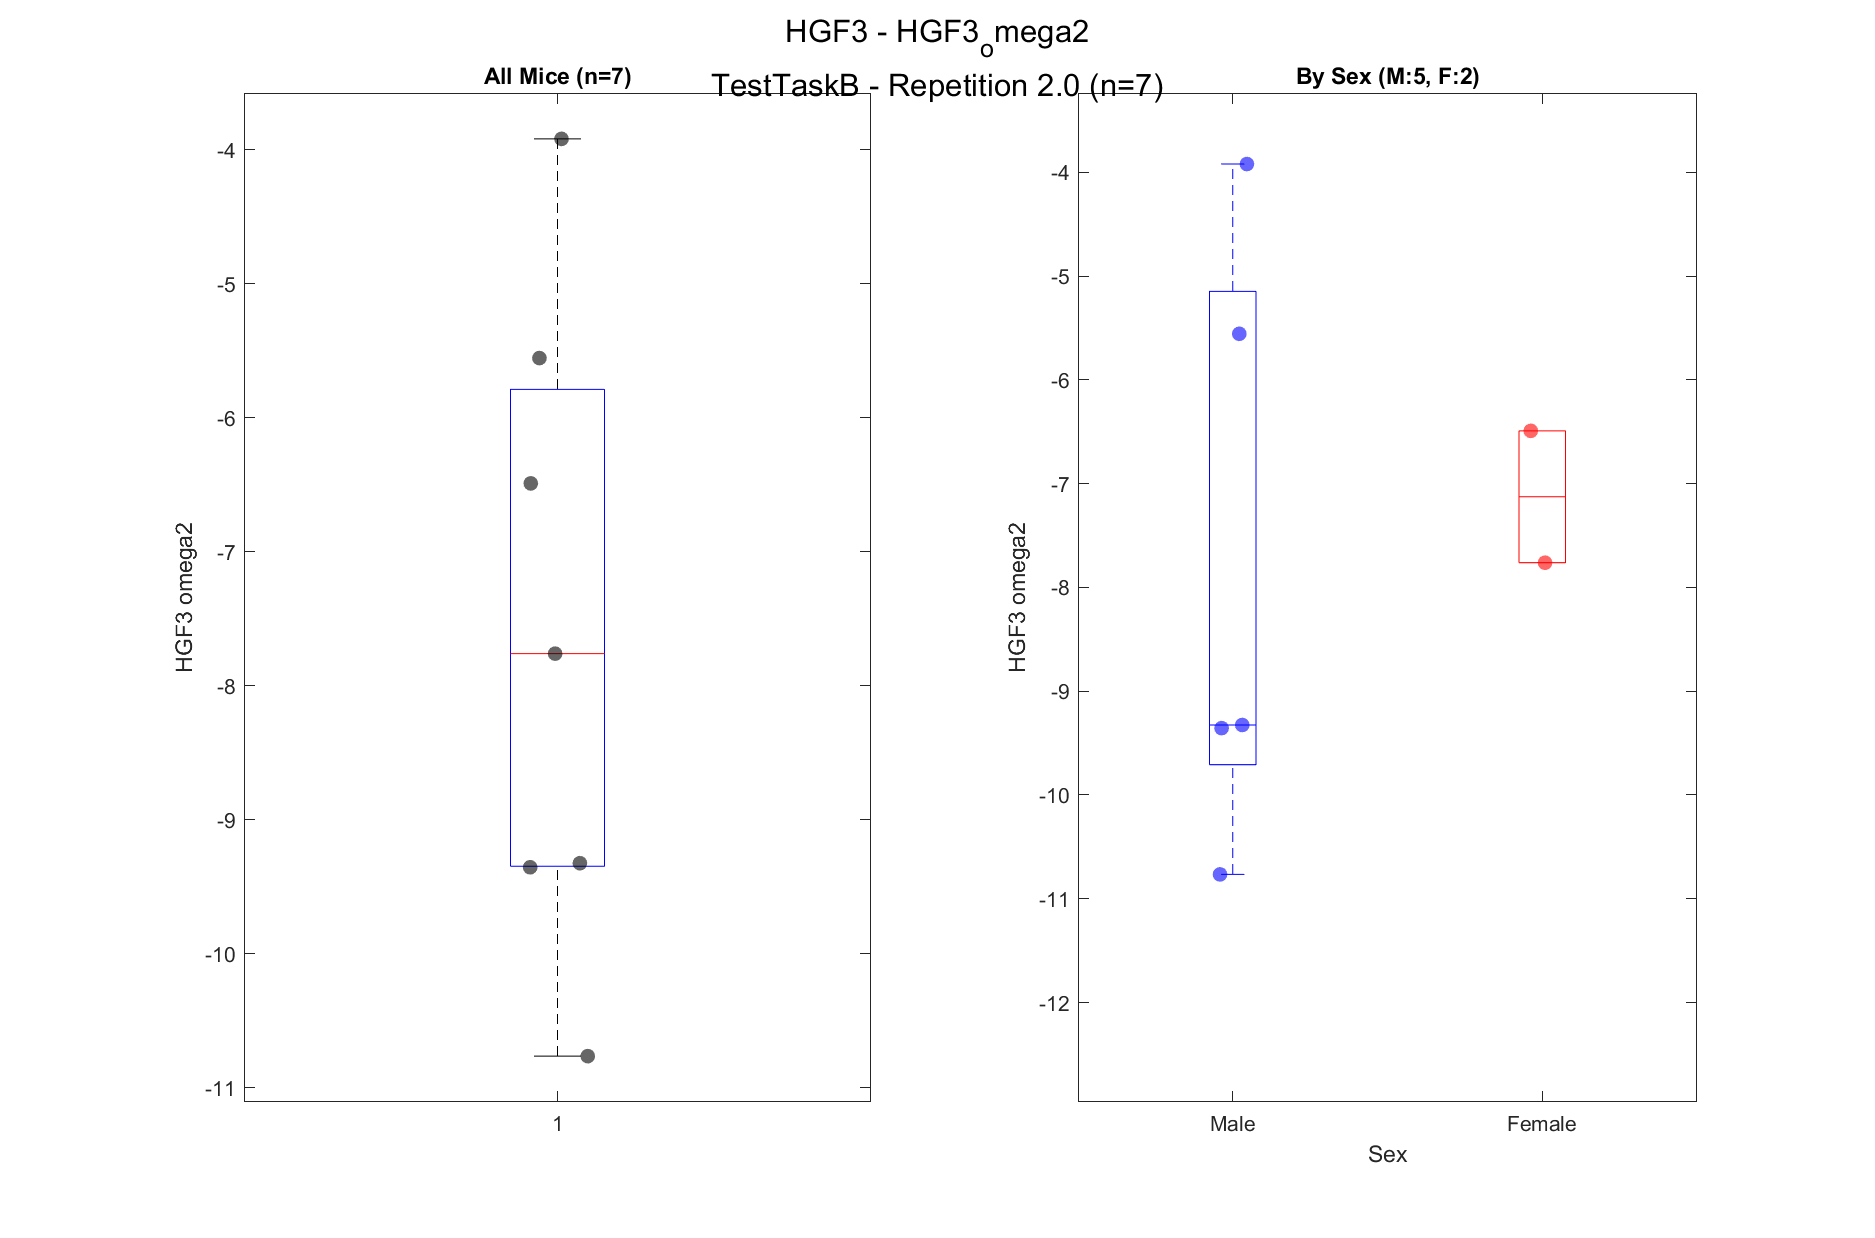 HGF3 - HGF3_omega2
TestTaskB - Repetition 2.0 (n=7)
All Mice (n=7)
HGF3 omega2
-4
-5
-6
-7
-8
-9
-10
-11
1
By Sex (M:5, F:2)
HGF3 omega2
-4
-5
-6
-7
-8
-9
-10
-11
-12
Male Female
Sex